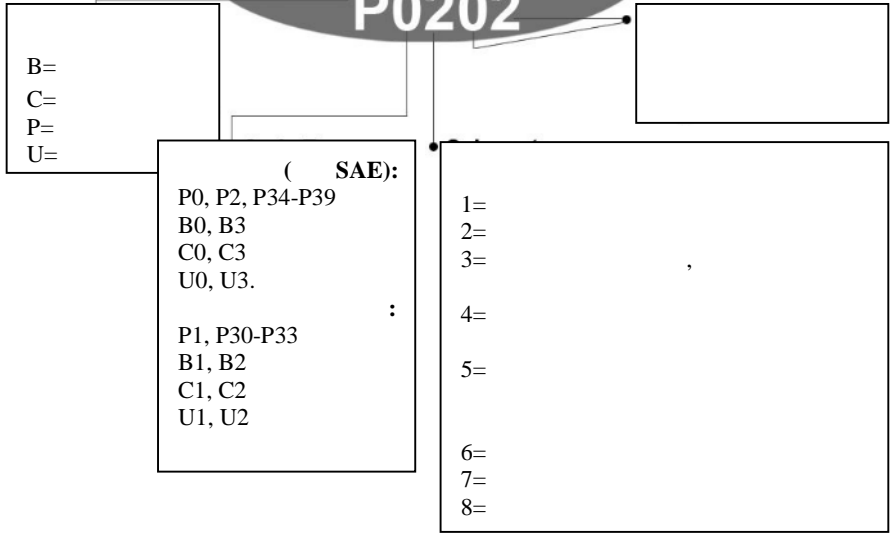 P0202
B=
C=
P=
U=
( SAE):
P0, P2, P34-P39
B0, B3
C0, C3
U0, U3.
:
P1, P30-P33
B1, B2
C1, C2
U1, U2
1=
2=
3= ,
4=
5=
6=
7=
8=